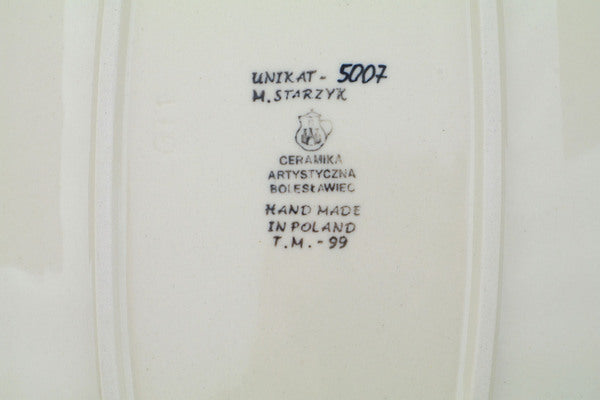 UNIKAT - 5007
M. STARZYK
CERAMIKA
ARTYSTYCZNA
BOLESŁAWIEC
HAND MADE
IN POLAND
T.M. - 99